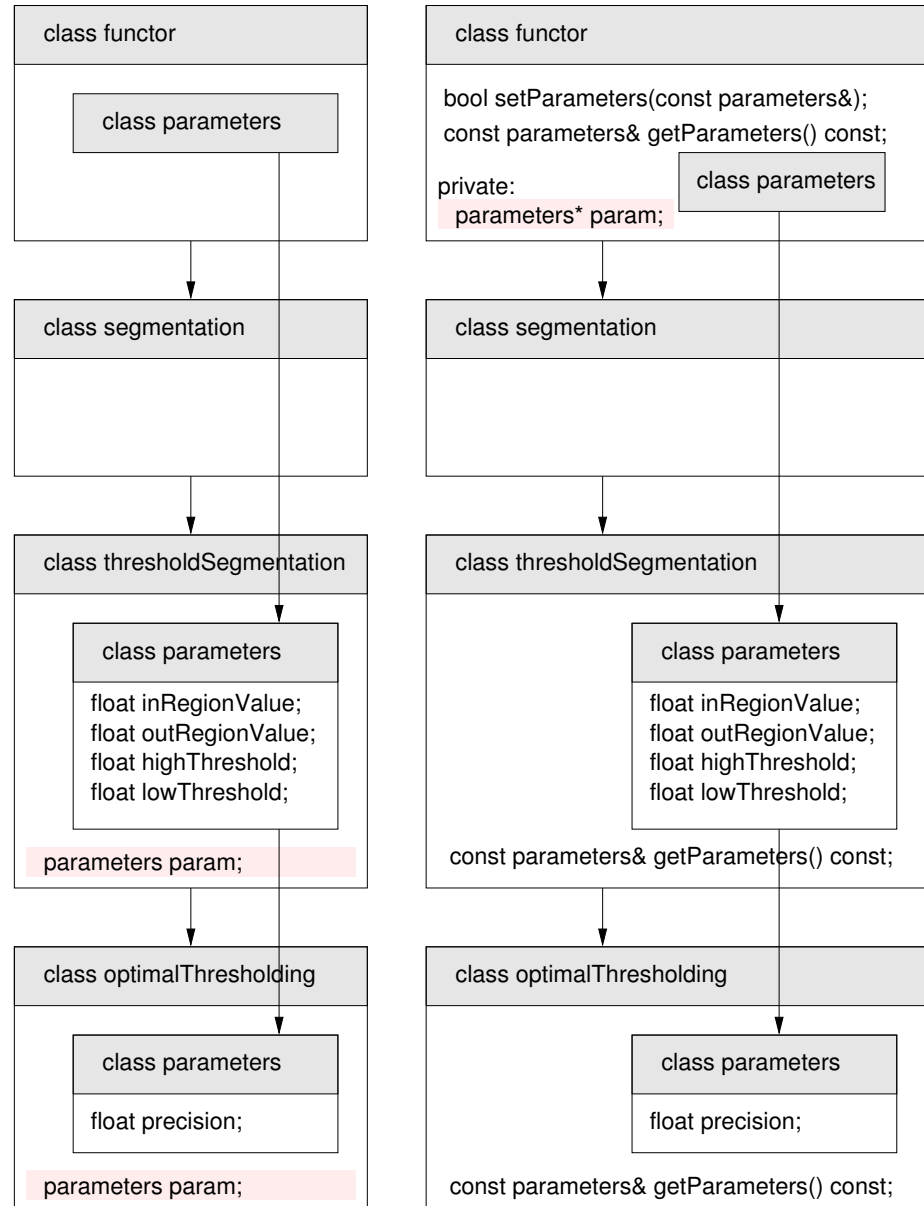 class functor
class parameters
class segmentation
class thresholdSegmentation
class parameters
float inRegionValue;
float outRegionValue;
float highThreshold;
float lowThreshold;
parameters param;
class optimalThresholding
class parameters
float precision;
parameters param;
class functor
bool setParameters(const parameters&);
const parameters& getParameters() const;
class parameters
private:
parameters* param;
class segmentation
class thresholdSegmentation
class parameters
float inRegionValue;
float outRegionValue;
float highThreshold;
float lowThreshold;
const parameters& getParameters() const;
class optimalThresholding
class parameters
float precision;
const parameters& getParameters() const;